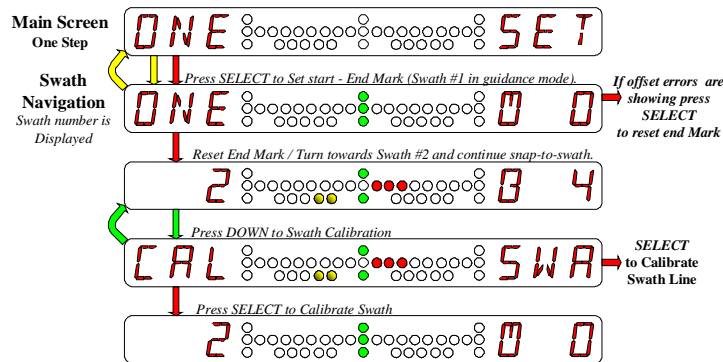 Main Screen
One Step
ONE SET
Press SELECT to Set start - End Mark (Swath #1 in guidance mode).
Swath
Navigation
Swath number is
Displayed
ONE M 0
If offset errors are
showing press
SELECT
to reset end Mark
Reset End Mark / Turn towards Swath #2 and continue snap-to-swath.
2 B 4
Press DOWN to Swath Calibration
CAL SWA
SELECT
to Calibrate
Swath Line
Press SELECT to Calibrate Swath
2 M 0